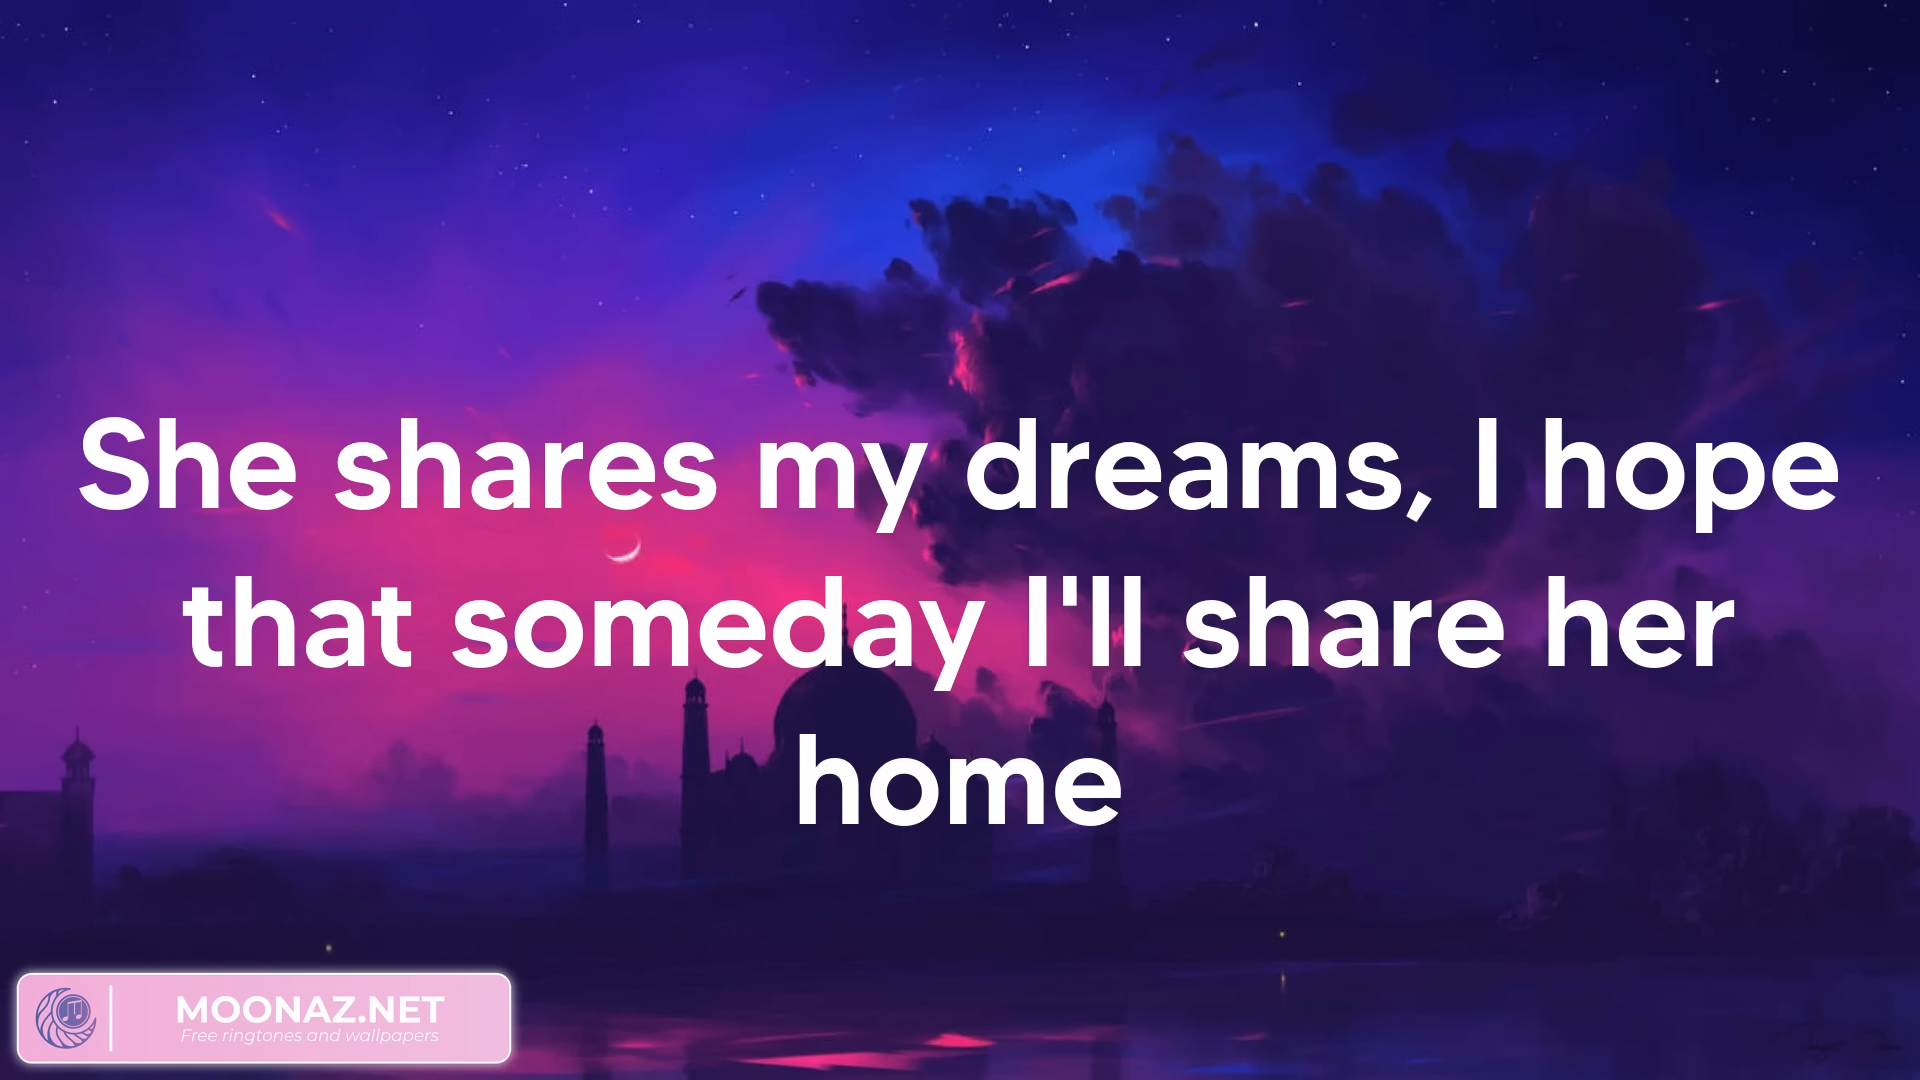 She shares my dreams, I hope
that someday I'll share her
home
MOONAZ.NET
Free ringtones and wallpapers